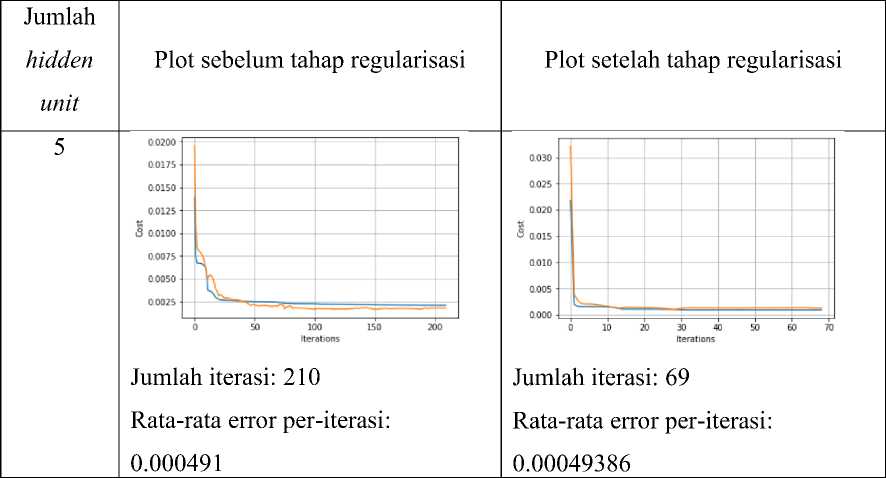 Jumlah
hidden
unit
Plot sebelum tahap regularisasi
Plot setelah tahap regularisasi
5
0.0200
0.0175
0.0150
0.0125
0.0100
0.0075
0.0050
0.0025
Cost
0 50 100 150 200
Iterations
Jumlah iterasi: 210
Rata-rata error per-iterasi:
0.000491
0.030
0.025
0.020
0.015
0.010
0.005
0.000
Cost
0 10 20 30 40 50 60 70
Iterations
Jumlah iterasi: 69
Rata-rata error per-iterasi:
0.00049386